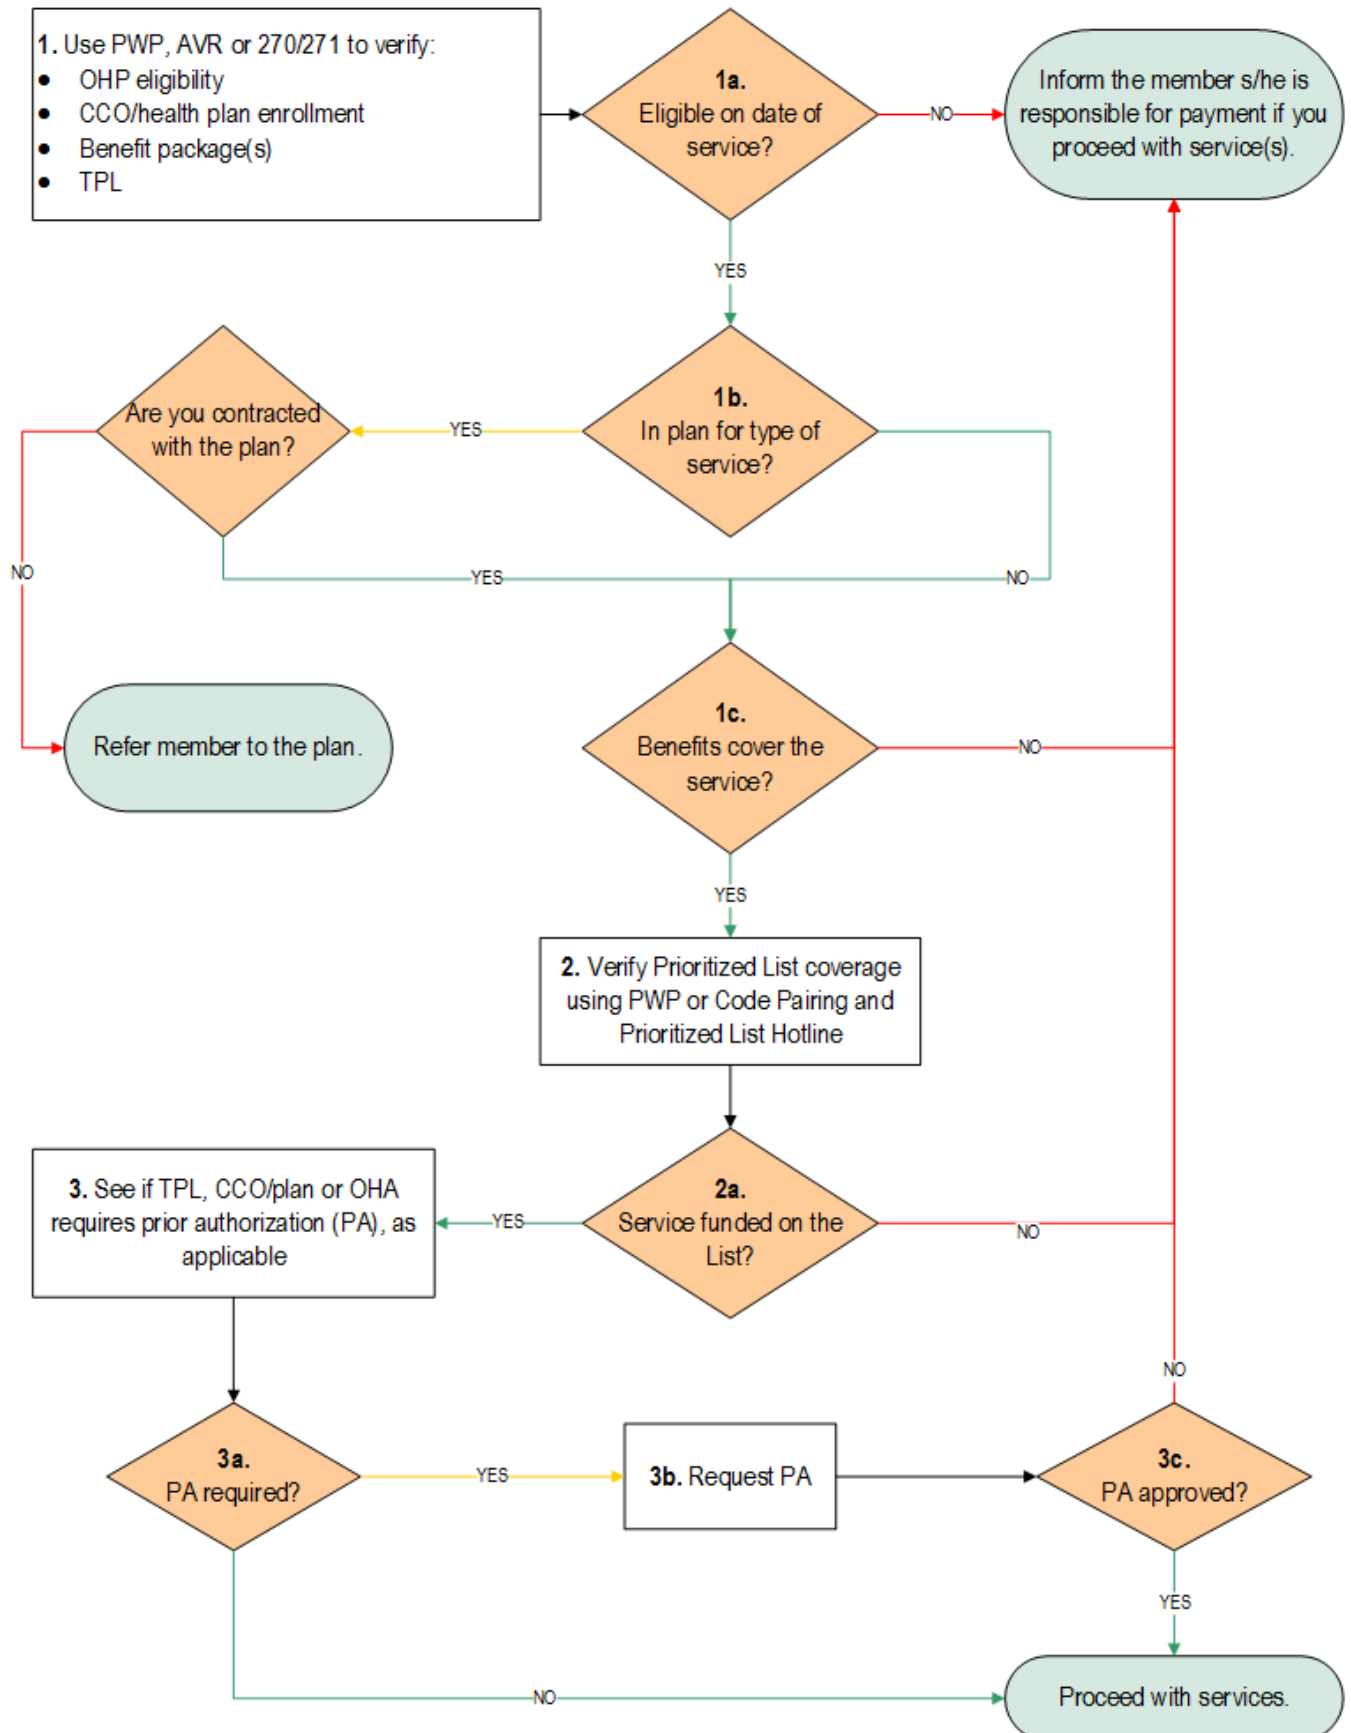 1. Use PWP, AVR or 270/271 to verify:
● OHP eligibility
● CCO/health plan enrollment
● Benefit package(s)
● TPL
1a.
Eligible on date of
service?
NO
Inform the member s/he is
responsible for payment if you
proceed with service(s).
YES
Are you contracted
with the plan?
YES
1b.
In plan for type of
service?
NO
YES
NO
Refer member to the plan.
1c.
Benefits cover the
service?
NO
YES
2. Verify Prioritized List coverage
using PWP or Code Pairing and
Prioritized List Hotline
3. See if TPL, CCO/plan or OHA
requires prior authorization (PA), as
applicable
YES
2a.
Service funded on the
List?
NO
NO
3a.
PA required?
YES
3b. Request PA
3c.
PA approved?
YES
NO
Proceed with services.